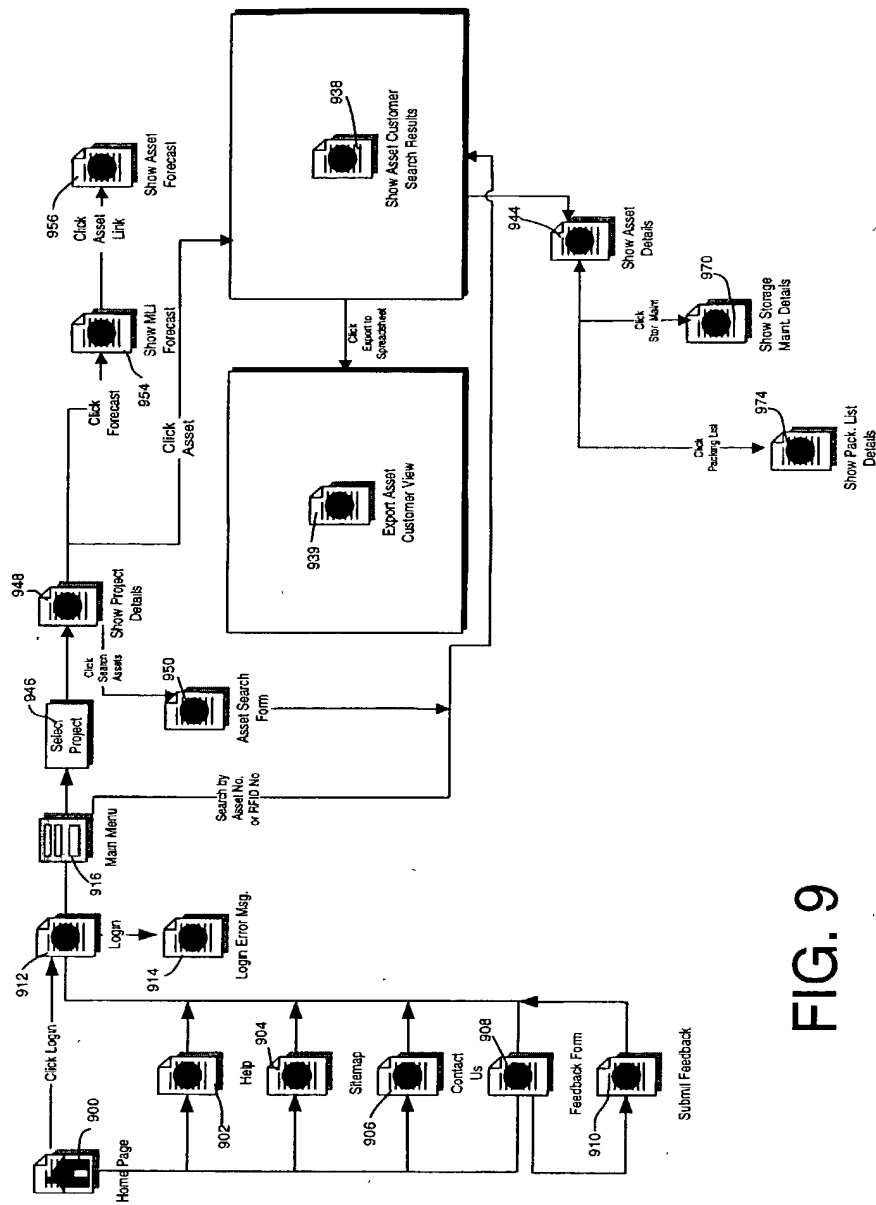 900
Home Page
Click Login
902
Help
904
Sitemap
906
Contact
Us
908
Feedback Form
910
Submit Feedback
912
Login
914
Login Error Msg.
916
Main Menu
946
Select
Project
948
Show Project
Details
Click
Search
Assets
950
Asset Search
Form
Search by
Asset No.
or RFID No
Click
Forecast
954
Show MLI
Forecast
Click
Asset
Link
956
Show Asset
Forecast
Click
Asset
939
Export Asset
Customer View
Click
Export to
Spreadsheet
938
Show Asset Customer
Search Results
944
Show Asset
Details
Click
Stor Maint
970
Show Storage
Maint. Details
Click
Packing List
974
Show Pack. List
Details
FIG. 9